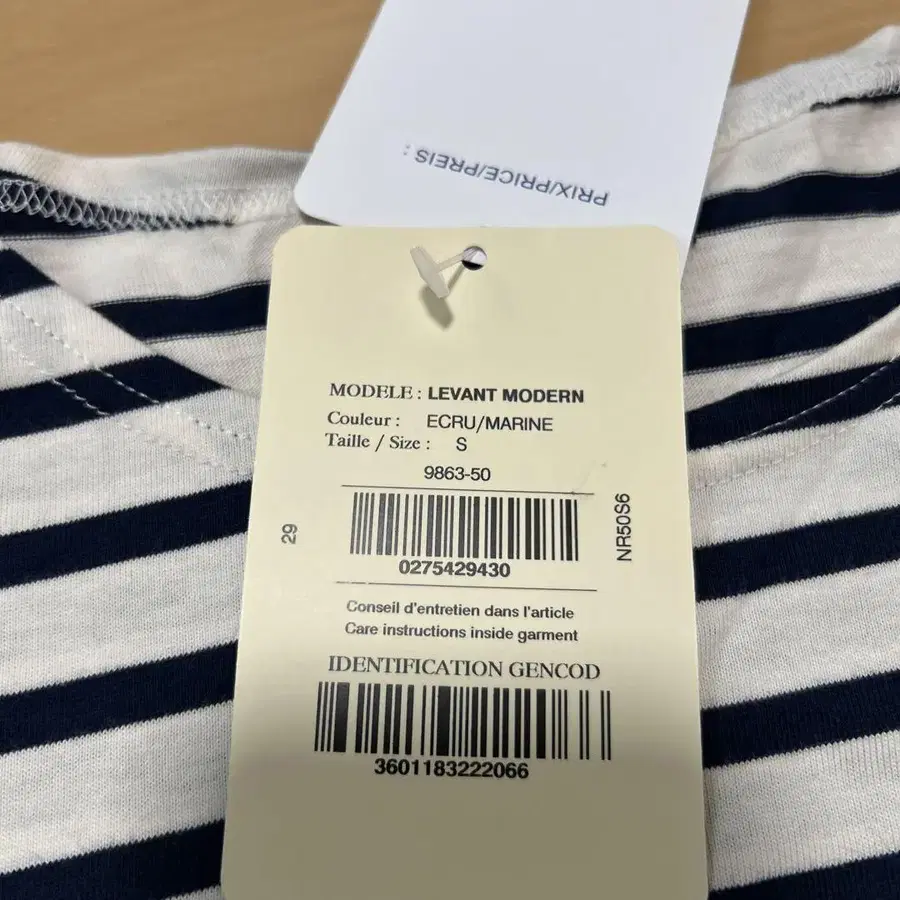 PRIX/PRICE/PREIS :
MODELE : LEVANT MODERN
Couleur : ECRU/MARINE
Taille / Size : S
9863-50
29
NR50S6
0275429430
Conseil d'entretien dans l'article
Care instructions inside garment
IDENTIFICATION GENCOD
3601183222066